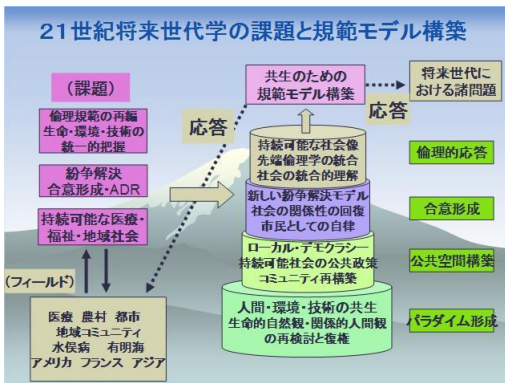 21世紀将来世代学の課題と規範モデル構築
(課題)
倫理規範の再編
生命・環境・技術の
統一的把握
紛争解決
合意形成・ADR
持続可能な医療・
福祉・地域社会
(フィールド)
医療 農村 都市
地域コミュニティ
水俣病 有明海
アメリカ フランス アジア
応答
共生のための
規範モデル構築
応答
将来世代に
おける諸問題
持続可能な社会像
先端倫理学の統合
社会の統合的理解
倫理的応答
新しい紛争解決モデル
社会の関係性の回復
市民としての自律
合意形成
ローカル・デモクラシー
持続可能社会の公共政策
コミュニティ再構築
公共空間構築
人間・環境・技術の共生
生命的自然観・関係的人間観
の再検討と復権
パラダイム形成